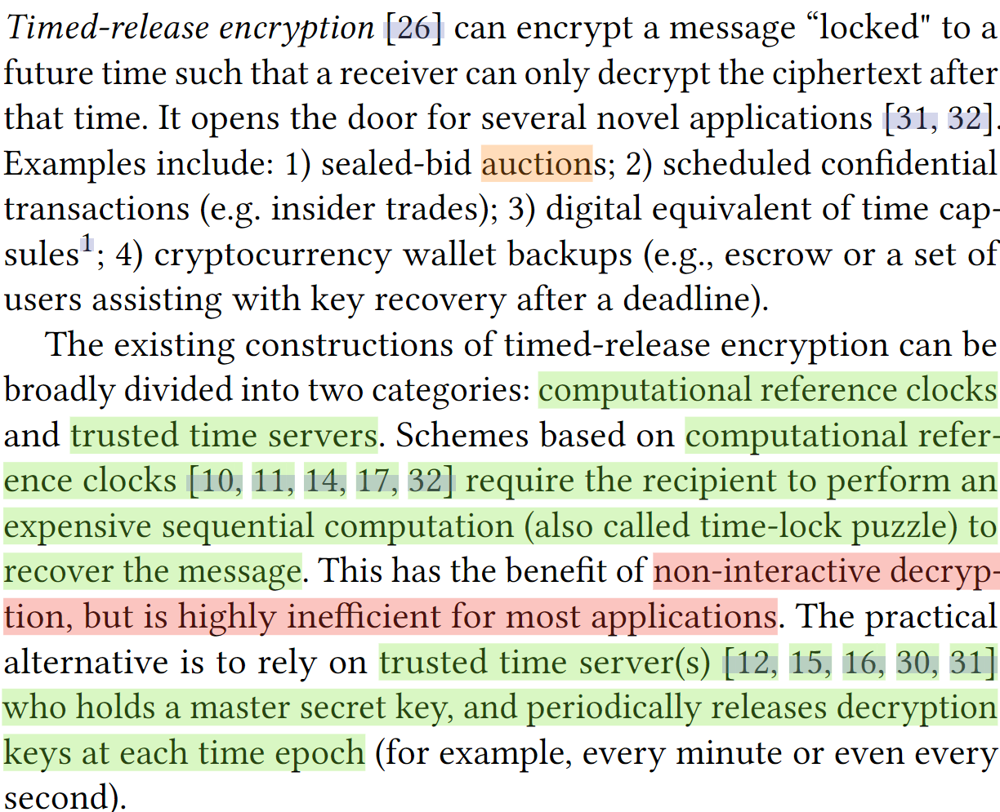 Timed-release encryption [26] can encrypt a message “locked" to a
future time such that a receiver can only decrypt the ciphertext after
that time. It opens the door for several novel applications [31, 32].
Examples include: 1) sealed-bid auctions; 2) scheduled confidential
transactions (e.g. insider trades); 3) digital equivalent of time cap-
sules1; 4) cryptocurrency wallet backups (e.g., escrow or a set of
users assisting with key recovery after a deadline).
The existing constructions of timed-release encryption can be
broadly divided into two categories: computational reference clocks
and trusted time servers. Schemes based on computational refer-
ence clocks [10, 11, 14, 17, 32] require the recipient to perform an
expensive sequential computation (also called time-lock puzzle) to
recover the message. This has the benefit of non-interactive decryp-
tion, but is highly inefficient for most applications. The practical
alternative is to rely on trusted time server(s) [12, 15, 16, 30, 31]
who holds a master secret key, and periodically releases decryption
keys at each time epoch (for example, every minute or even every
second).